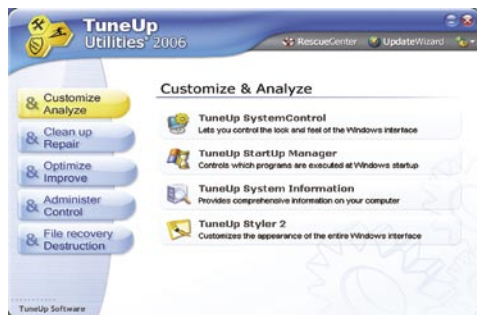 TuneUp
Utilities® 2006
RescueCenter
UpdateWizard
Customize & Analyze
& Customize
Analyze
& Clean up
Repair
& Optimize
Improve
& Administer
Control
& File recovery
Destruction
TuneUp SystemControl
Lets you control the look and feel of the Windows interface
TuneUp StartUp Manager
Controls which programs are executed at Windows startup
TuneUp System Information
Provides comprehensive information on your computer
TuneUp Styler 2
Customizes the appearance of the entire Windows interface
TuneUp Software